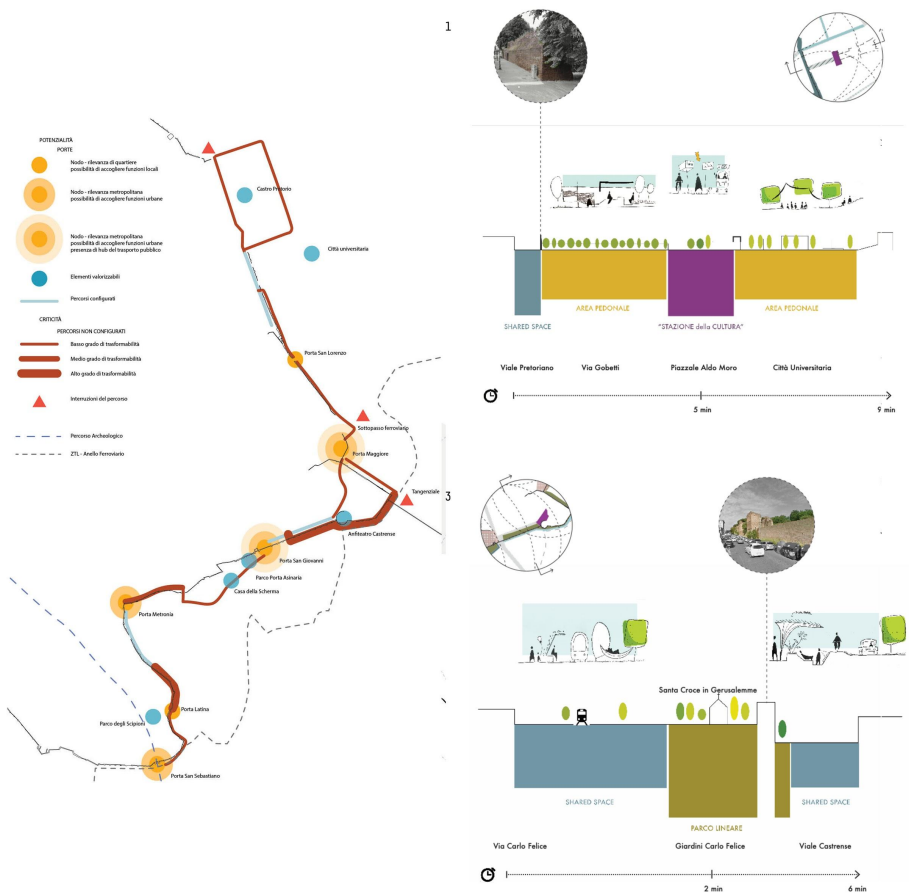 POTENZIALITÀ
PORTE
Nodo - rilevanza di quartiere
possibilità di accogliere funzioni locali
Nodo - rilevanza metropolitana
possibilità di accogliere funzioni urbane
Nodo - rilevanza metropolitana
possibilità di accogliere funzioni urbane
presenza di hub del trasporto pubblico
Elementi valorizzabili
Percorsi configurati
CRITICITÀ
PERCORSI NON CONFIGURATI
Basso grado di trasformabilità
Medio grado di trasformabilità
Alto grado di trasformabilità
Interruzioni del percorso
Percorso Archeologico
ZTL - Anello Ferroviario
Castro Pretorio
Città universitaria
Porta San Lorenzo
Sottopasso ferroviario
Porta Maggiore
Tangenziale
Anfiteatro Castrense
Porta San Giovanni
Parco Porta Asinaria
Casa della Scherma
Porta Metronia
Porta Latina
Parco degli Scipioni
Porta San Sebastiano
1
AREA PEDONALE
AREA PEDONALE
SHARED SPACE
"STAZIONE della CULTURA"
Viale Pretoriano
Via Gobetti
Piazzale Aldo Moro
Città Universitaria
5 min
9 min
3
Santa Croce in Gerusalemme
SHARED SPACE
SHARED SPACE
PARCO LINEARE
Via Carlo Felice
Giardini Carlo Felice
Viale Castrense
2 min
6 min